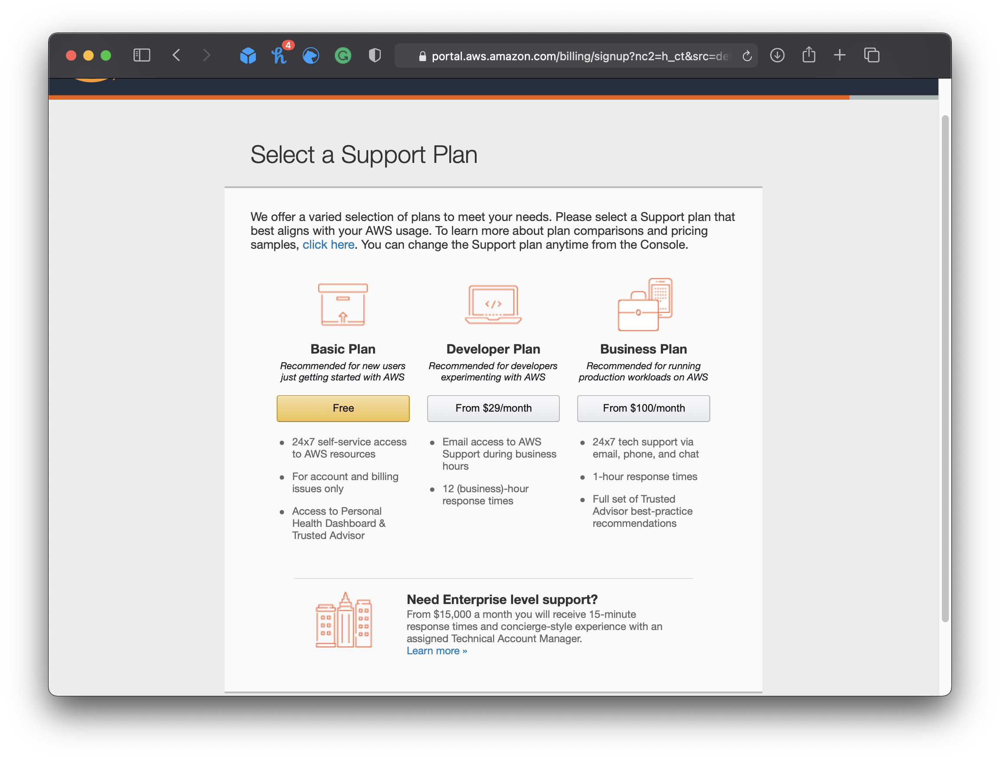 4
portal.aws.amazon.com/billing/signup?nc2=h_ct&src=de
Select a Support Plan
We offer a varied selection of plans to meet your needs. Please select a Support plan that
best aligns with your AWS usage. To learn more about plan comparisons and pricing
samples, click here. You can change the Support plan anytime from the Console.
</>
Basic Plan
Recommended for new users
just getting started with AWS
Free
• 24x7 self-service access
to AWS resources
• For account and billing
issues only
• Access to Personal
Health Dashboard &
Trusted Advisor
Developer Plan
Recommended for developers
experimenting with AWS
From $29/month
• Email access to AWS
Support during business
hours
• 12 (business)-hour
response times
Business Plan
Recommended for running
production workloads on AWS
From $100/month
• 24x7 tech support via
email, phone, and chat
• 1-hour response times
• Full set of Trusted
Advisor best-practice
recommendations
Need Enterprise level support?
From $15,000 a month you will receive 15-minute
response times and concierge-style experience with an
assigned Technical Account Manager.
Learn more »